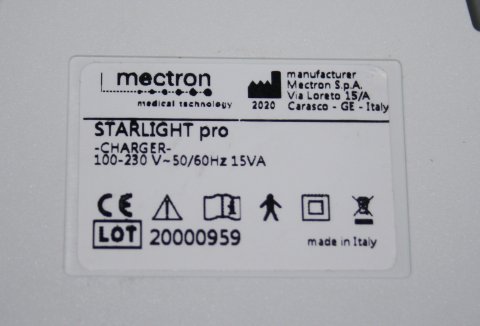 mectron
medical technology
2020
manufacturer
Mectron S.p.A.
Via Loreto 15/A
Carasco - GE - Italy
STARLIGHT pro
-CHARGER-
100-230 V~50/60Hz 15VA
CE
LOT 20000959
made in Italy